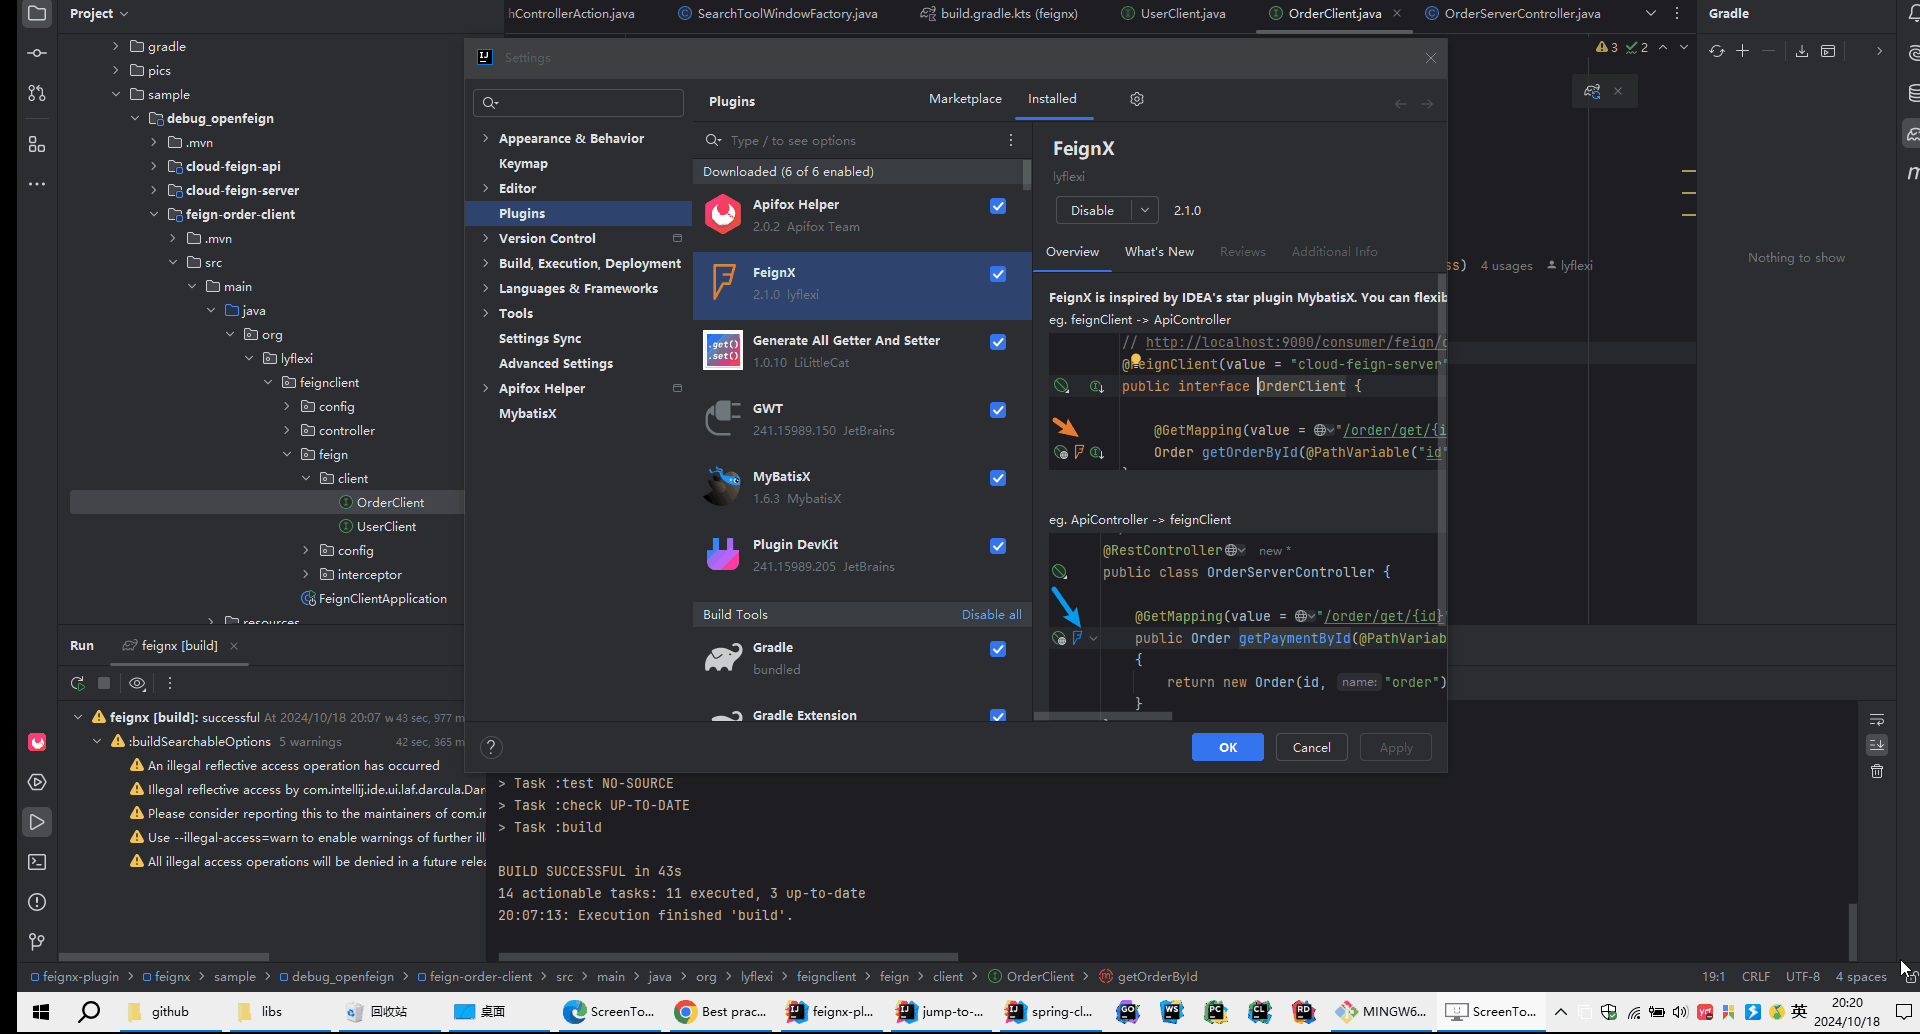 Project
hControllerAction.java
SearchToolWindowFactory.java
build.gradle.kts (feignx)
UserClient.java
OrderClient.java
OrderServerController.java
Gradle
gradle
pics
sample
debug_openfeign
.mvn
cloud-feign-api
cloud-feign-server
feign-order-client
.mvn
src
main
java
org
lyflexi
feignclient
config
controller
feign
client
OrderClient
UserClient
config
interceptor
FeignClientApplication
resources
3
2
ss) 4 usages lyflexi
Nothing to show
Settings
Appearance & Behavior
Keymap
Editor
Plugins
Version Control
Build, Execution, Deployment
Languages & Frameworks
Tools
Settings Sync
Advanced Settings
Apifox Helper
MybatisX
Plugins
Marketplace
Installed
Type / to see options
Downloaded (6 of 6 enabled)
Apifox Helper
2.0.2 Apifox Team
FeignX
2.1.0 lyflexi
.get()
.set()
Generate All Getter And Setter
1.0.10 LiLittleCat
GWT
241.15989.150 JetBrains
MyBatisX
1.6.3 MybatisX
Plugin DevKit
241.15989.205 JetBrains
Build Tools
Disable all
Gradle
bundled
Gradle Extension
FeignX
lyflexi
Disable
2.1.0
Overview
What's New
Reviews
Additional Info
FeignX is inspired by IDEA's star plugin MybatisX. You can flexib
eg. feignClient -> ApiController
// http://localhost:9000/consumer/feign/
@FeignClient(value = "cloud-feign-server"
public interface OrderClient {
@GetMapping(value = "/order/get/{i
Order getOrderById(@PathVariable("id"
eg. ApiController -> feignClient
@RestController new *
public class OrderServerController {
@GetMapping(value = "/order/get/{id}
public Order getPaymentById(@PathVariab
{
return new Order(id, name: "order")
}
?
OK
Cancel
Apply
Run
feignx [build]
feignx [build]: successful At 2024/10/18 20:07 w 43 sec, 977 m
:buildSearchableOptions 5 warnings 42 sec, 365 m
An illegal reflective access operation has occurred
Illegal reflective access by com.intellij.ide.ui.laf.darcula.Dar
Please consider reporting this to the maintainers of com.in
Use --illegal-access=warn to enable warnings of further ill
All illegal access operations will be denied in a future relea
> Task :test NO-SOURCE
> Task :check UP-TO-DATE
> Task :build
BUILD SUCCESSFUL in 43s
14 actionable tasks: 11 executed, 3 up-to-date
20:07:13: Execution finished 'build'.
feignx-plugin > feignx > sample > debug_openfeign > feign-order-client > src > main > java > org > lyflexi > feignclient > feign > client > OrderClient > getOrderById
19:1
CRLF
UTF-8
4 spaces
github
libs
回收站
桌面
ScreenTo...
Best prac...
feignx-pl...
jump-to-...
spring-cl...
GO
WS
PC
CL
RD
MINGW6...
ScreenTo...
英
20:20
2024/10/18